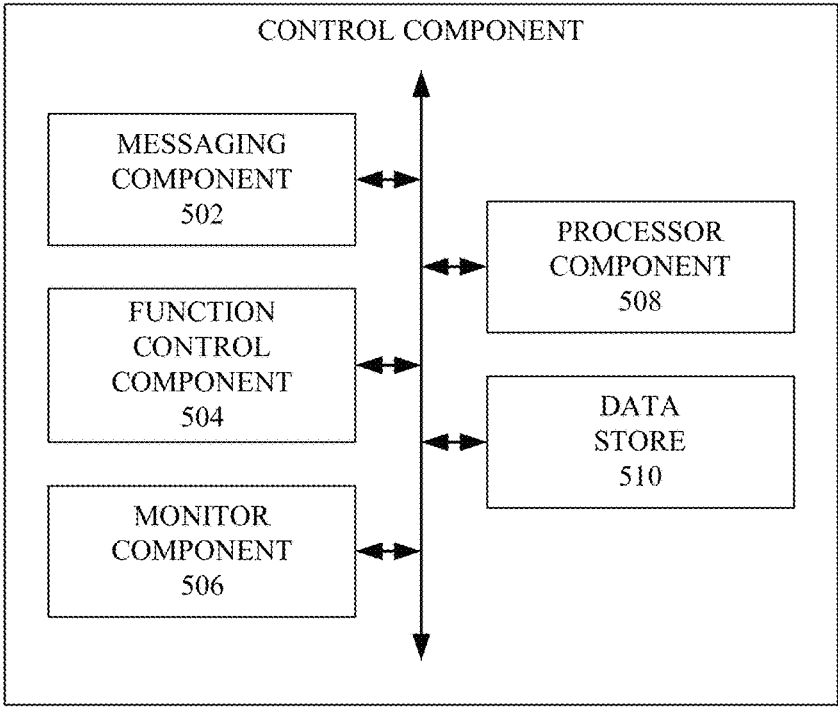 CONTROL COMPONENT
MESSAGING
COMPONENT
502
FUNCTION
CONTROL
COMPONENT
504
MONITOR
COMPONENT
506
PROCESSOR
COMPONENT
508
DATA
STORE
510